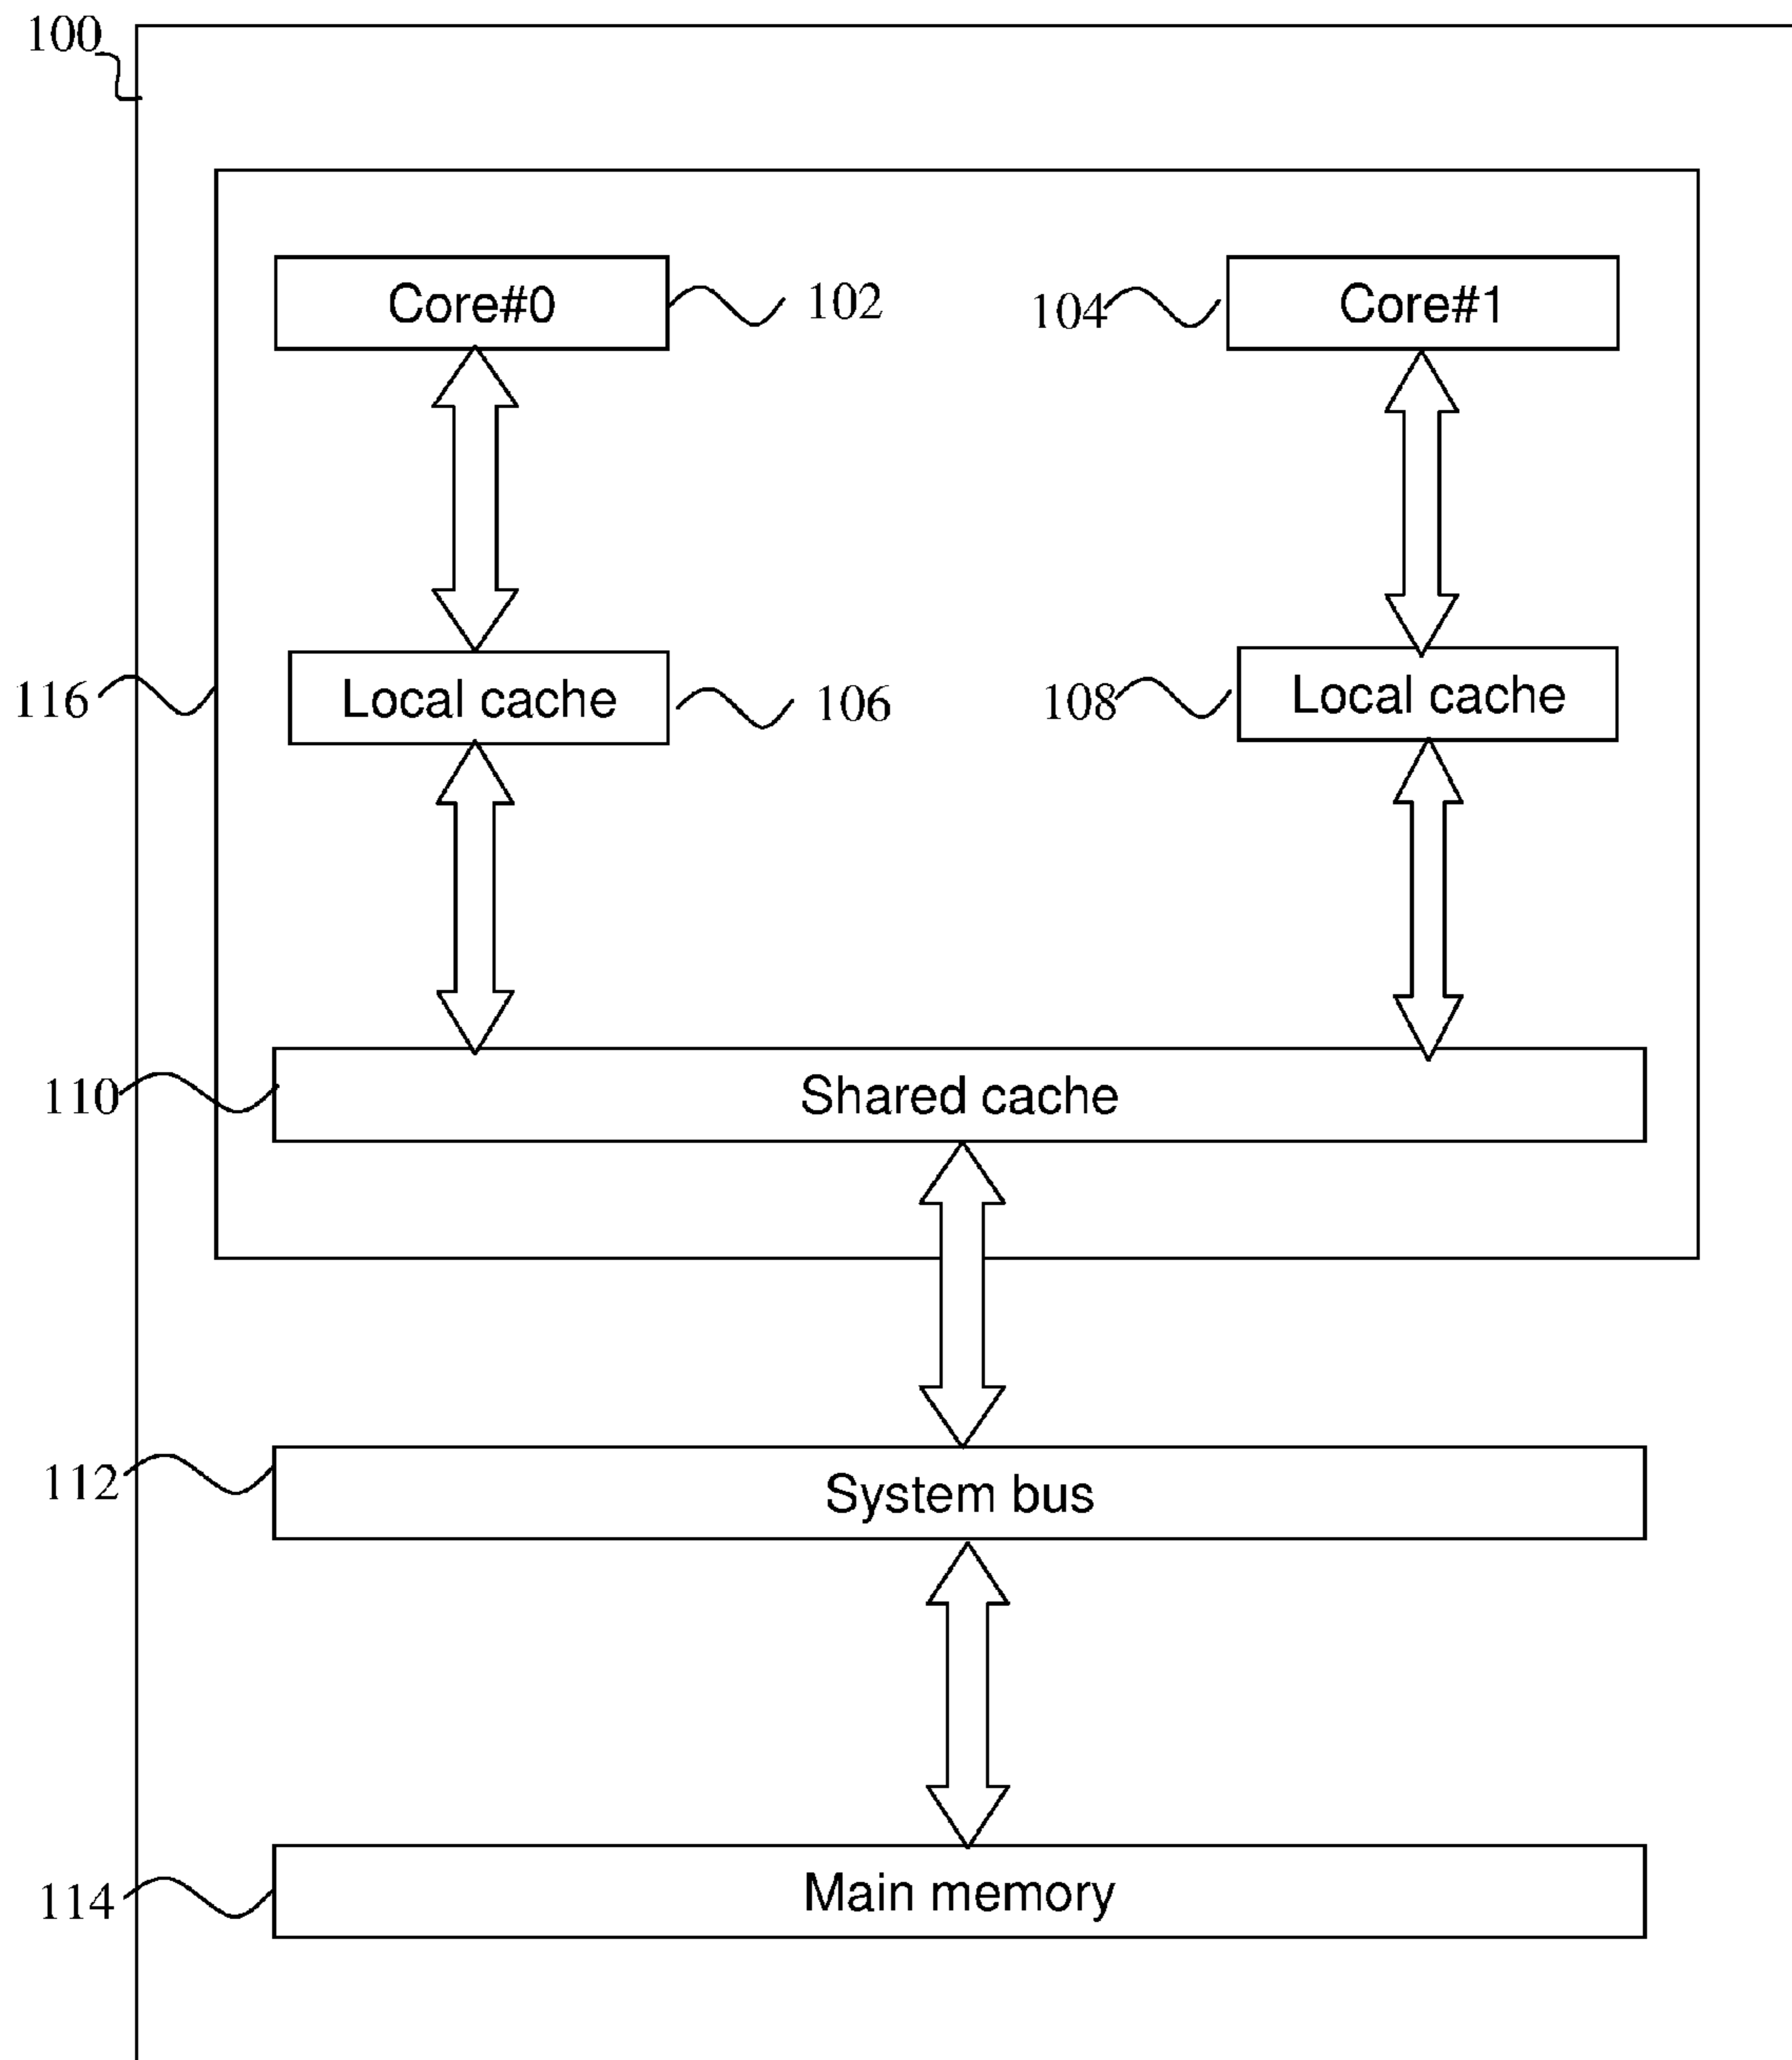 100
Core#0
102
104
Core#1
116
Local cache
106
108
Local cache
110
Shared cache
112
System bus
114
Main memory